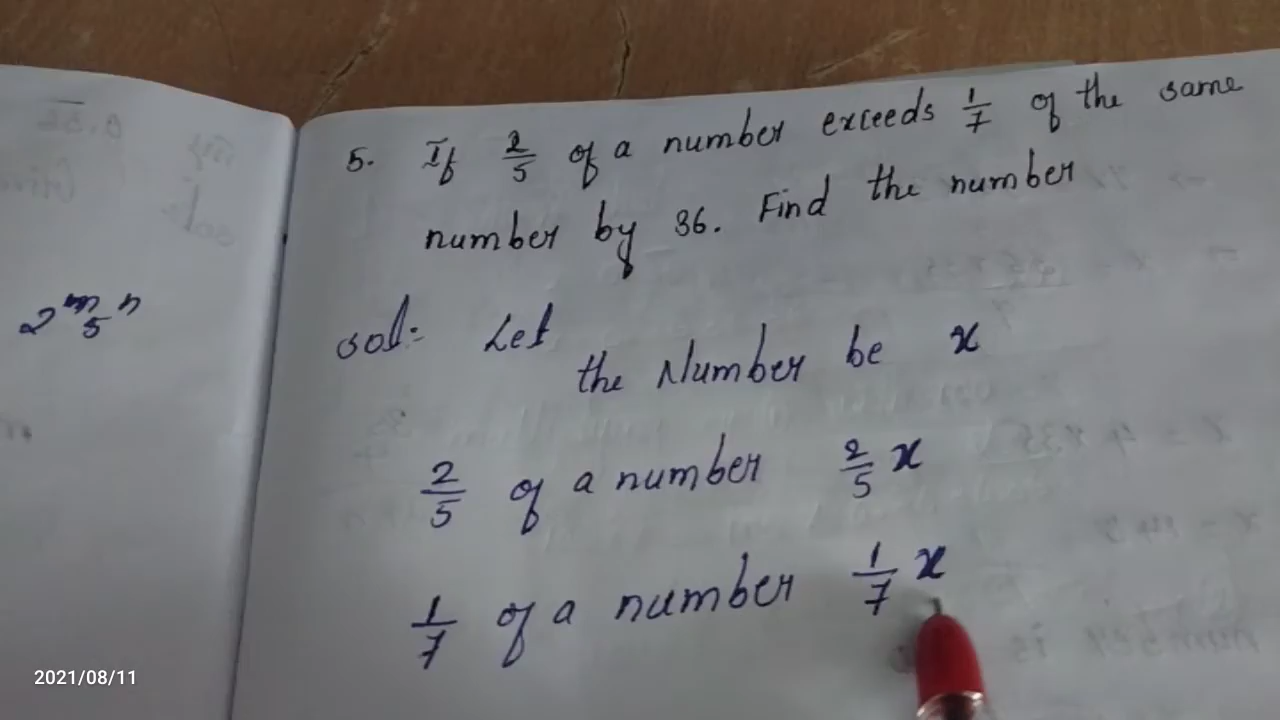 5. If 2/5 of a number exceeds 1/7 of the same
number by 36. Find the number
sol:- Let
the Number be x
2/5 of a number 2/5 x
1/7 of a number 1/7 x
2^m 5^n
2021/08/11